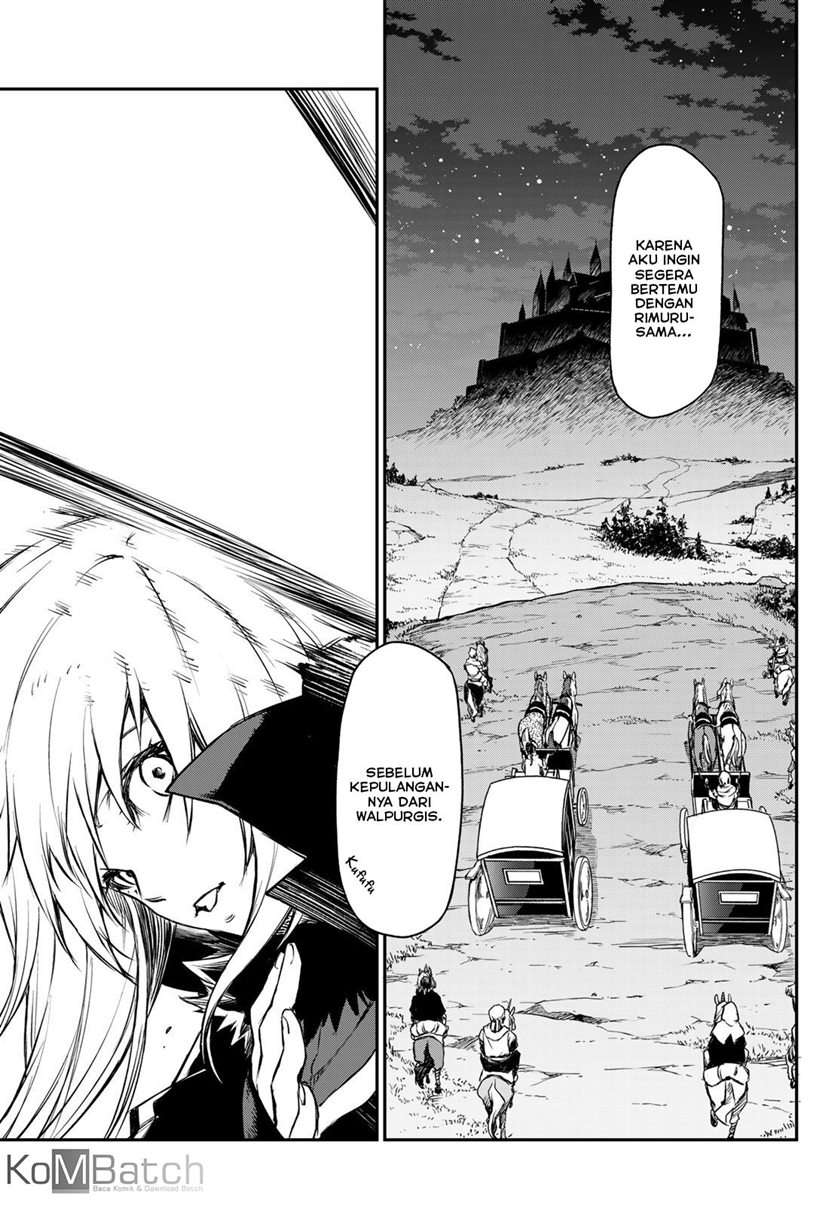 KARENA
AKU INGIN
SEGERA
BERTEMU
DENGAN
RIMURU-
SAMA...
SEBELUM
KEPULANGAN-
NYA DARI
WALPURGIS.
Kufufu
KoMBatch
Baca Komik & Download Batch